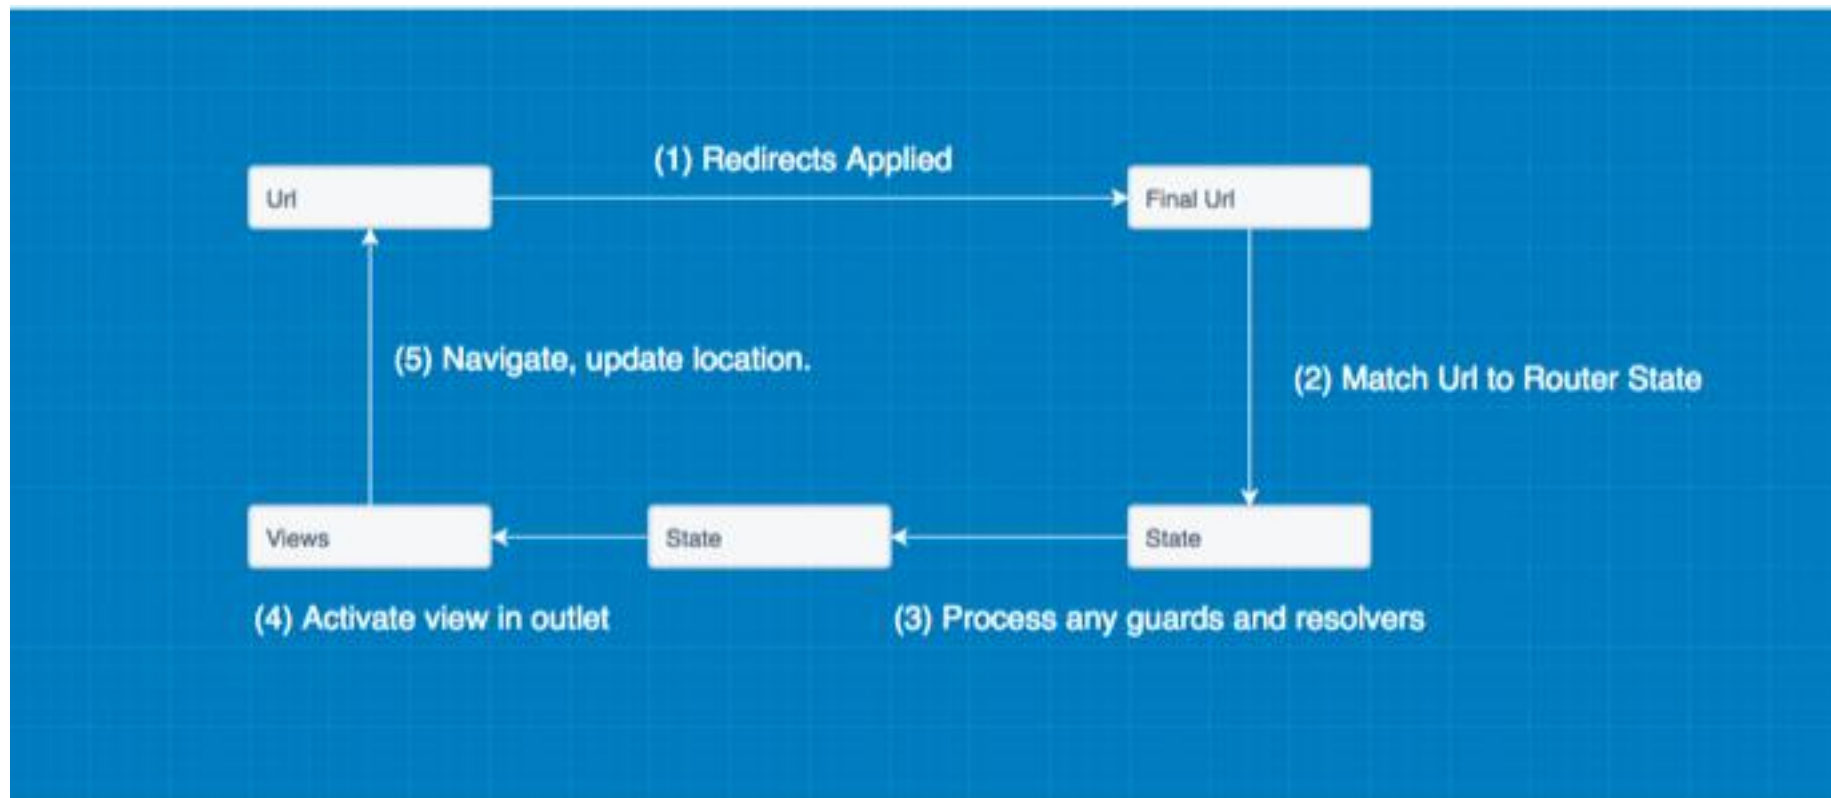 (1) Redirects Applied
Url
Final Url
(5) Navigate, update location.
(2) Match Url to Router State
Views
State
State
(4) Activate view in outlet
(3) Process any guards and resolvers